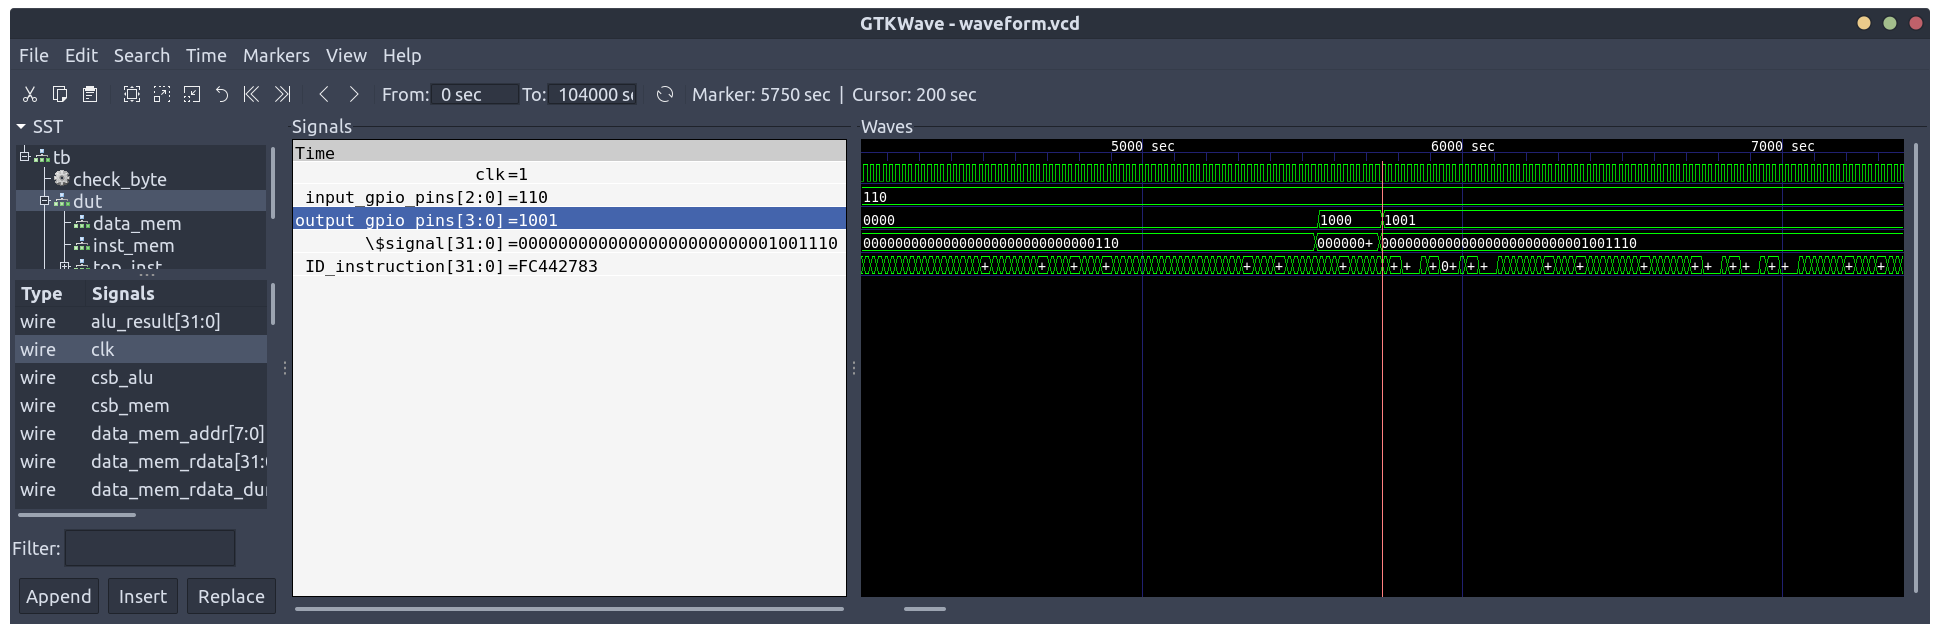 GTKWave - waveform.vcd
File Edit Search Time Markers View Help
From: 0 sec To: 104000 s Marker: 5750 sec | Cursor: 200 sec
SST
tb
check_byte
dut
data_mem
inst_mem
top_inst
Type Signals
wire alu_result[31:0]
wire clk
wire csb_alu
wire csb_mem
wire data_mem_addr[7:0]
wire data_mem_rdata[31:
wire data_mem_rdata_du
Filter:
Append Insert Replace
Signals
Time
clk=1
input_gpio_pins[2:0]=110
output_gpio_pins[3:0]=1001
\$signal[31:0]=00000000000000000000000001001110
ID_instruction[31:0]=FC442783
Waves
5000 sec 6000 sec 7000 sec
110
0000 1000 1001
00000000000000000000000000000110 000000+ 00000000000000000000000001001110
+ + + + + + + + + 0+ + + + + + + + + + + + + +